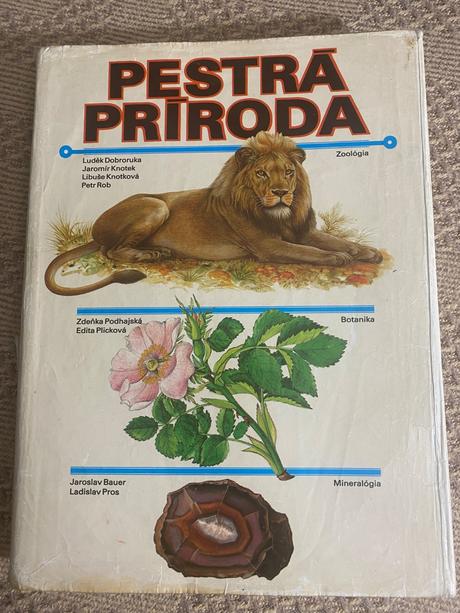 PESTRÁ
PRÍRODA
Luděk Dobroruka
Jaromír Knotek
Libuše Knotková
Petr Rob
Zoológia
Zdeňka Podhajská
Edita Plicková
Botanika
Jaroslav Bauer
Ladislav Pros
Mineralógia